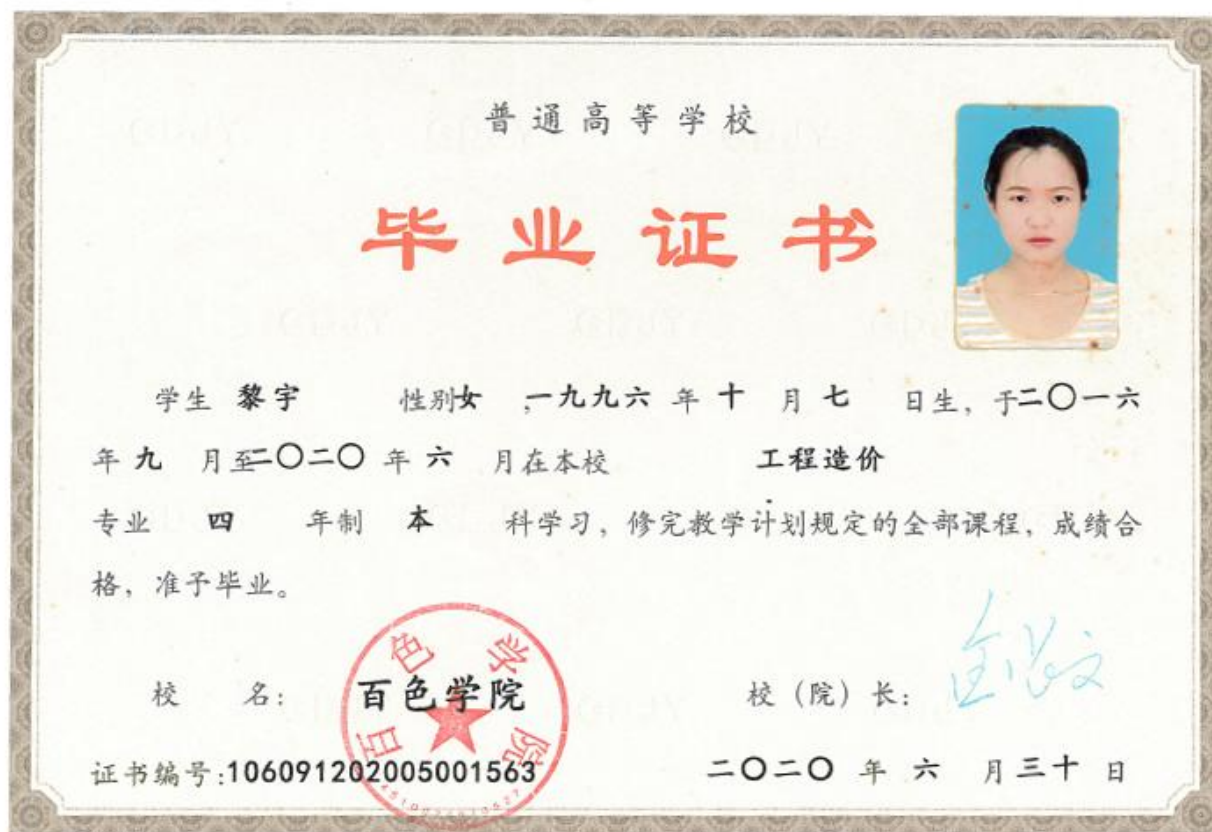 普通高等学校
毕业证书
学生 黎宇 性别女 ,一九九六 年 十 月 七 日生，于二〇一六
年 九 月至二〇二〇 年 六 月在本校 工程造价
专业 四 年制 本 科学习，修完教学计划规定的全部课程，成绩合
格，准予毕业。
百色学院
校 名： 百色学院 校（院）长：
证书编号:106091202005001563 二〇二〇 年 六 月三十 日